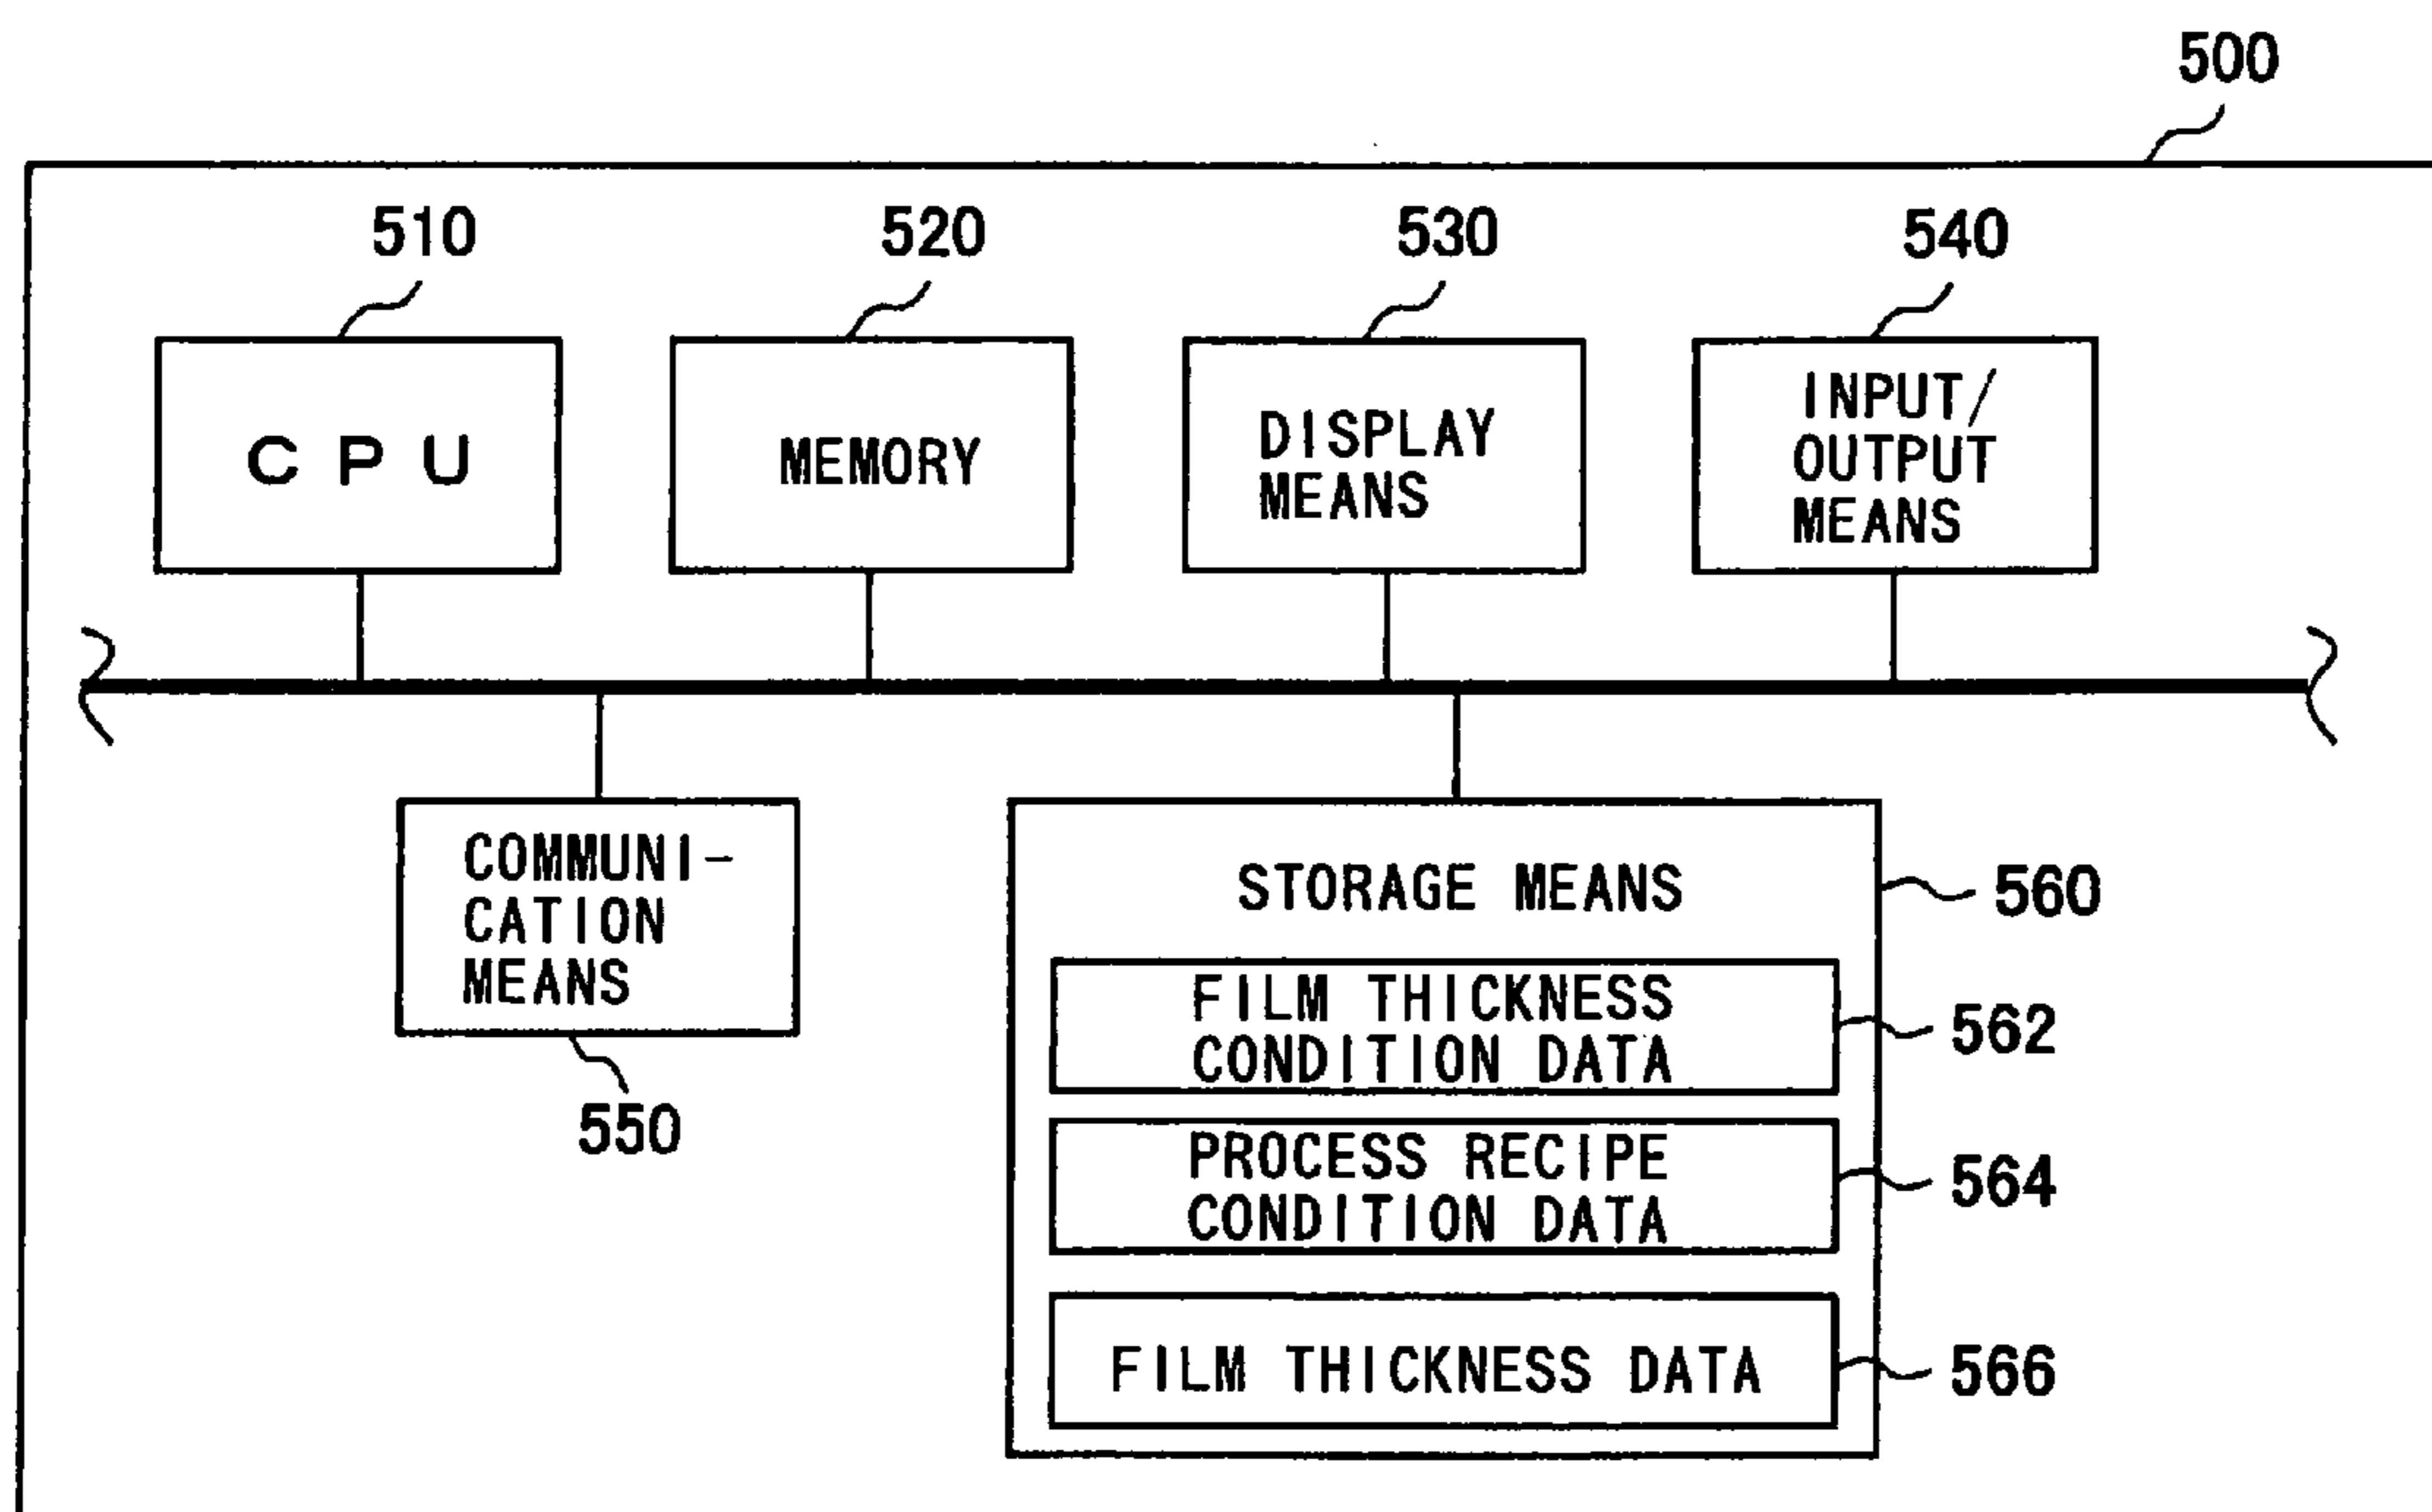 500
510
520
530
540
C P U
MEMORY
DISPLAY
MEANS
INPUT/
OUTPUT
MEANS
COMMUNI-
CATION
MEANS
550
STORAGE MEANS
560
FILM THICKNESS
CONDITION DATA
562
PROCESS RECIPE
CONDITION DATA
564
FILM THICKNESS DATA
566